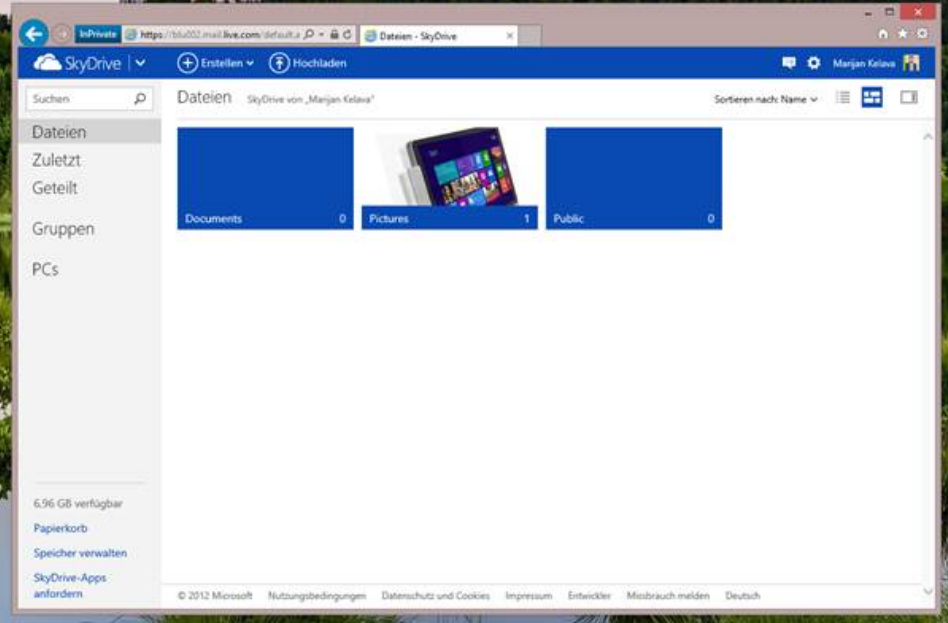 InPrivate https://blu002.mail.live.com/default.a Dateien - SkyDrive
SkyDrive Erstellen Hochladen Marijan Kelava
Suchen Dateien SkyDrive von „Marijan Kelava“ Sortieren nach: Name
Dateien
Zuletzt
Geteilt
Gruppen
PCs
Documents 0 Pictures 1 Public 0
6,96 GB verfügbar
Papierkorb
Speicher verwalten
SkyDrive-Apps
anfordern
© 2012 Microsoft Nutzungsbedingungen Datenschutz und Cookies Impressum Entwickler Missbrauch melden Deutsch